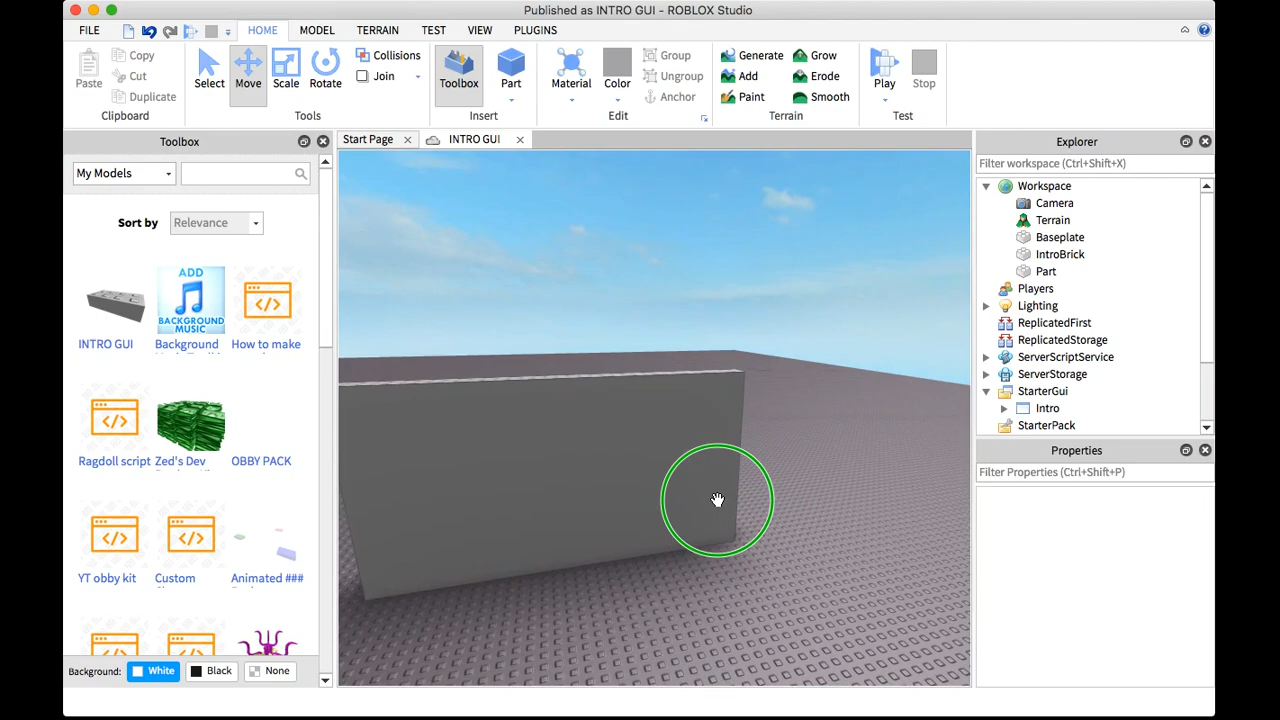 Published as INTRO GUI - ROBLOX Studio
FILE
HOME
MODEL
TERRAIN
TEST
VIEW
PLUGINS
Paste
Copy
Cut
Duplicate
Clipboard
Select
Move
Scale
Rotate
Collisions
Join
Tools
Toolbox
Part
Insert
Material
Color
Group
Ungroup
Anchor
Edit
Generate
Add
Paint
Grow
Erode
Smooth
Terrain
Play
Stop
Test
Toolbox
My Models
Sort by
Relevance
ADD
BACKGROUND
MUSIC
INTRO GUI
Background
How to make
Ragdoll script
Zed's Dev
OBBY PACK
YT obby kit
Custom
Animated ###
Background:
White
Black
None
Start Page
INTRO GUI
Explorer
Filter workspace (Ctrl+Shift+X)
Workspace
Camera
Terrain
Baseplate
IntroBrick
Part
Players
Lighting
ReplicatedFirst
ReplicatedStorage
ServerScriptService
ServerStorage
StarterGui
Intro
StarterPack
Properties
Filter Properties (Ctrl+Shift+P)